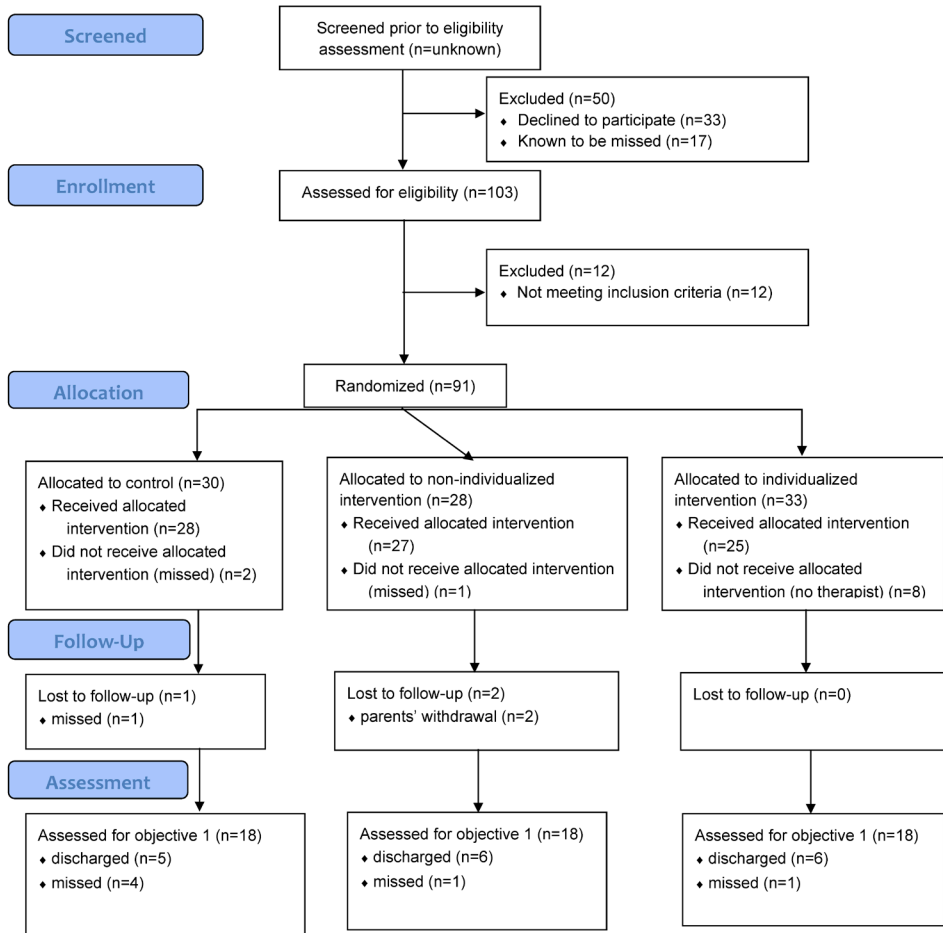 Screened
Screened prior to eligibility
assessment (n=unknown)
Excluded (n=50)
♦ Declined to participate (n=33)
♦ Known to be missed (n=17)
Enrollment
Assessed for eligibility (n=103)
Excluded (n=12)
♦ Not meeting inclusion criteria (n=12)
Allocation
Randomized (n=91)
Allocated to control (n=30)
♦ Received allocated
intervention (n=28)
♦ Did not receive allocated
intervention (missed) (n=2)
Allocated to non-individualized
intervention (n=28)
♦ Received allocated intervention
(n=27)
♦ Did not receive allocated intervention
(missed) (n=1)
Allocated to individualized
intervention (n=33)
♦ Received allocated intervention
(n=25)
♦ Did not receive allocated
intervention (no therapist) (n=8)
Follow-Up
Lost to follow-up (n=1)
♦ missed (n=1)
Lost to follow-up (n=2)
♦ parents’ withdrawal (n=2)
Lost to follow-up (n=0)
Assessment
Assessed for objective 1 (n=18)
♦ discharged (n=5)
♦ missed (n=4)
Assessed for objective 1 (n=18)
♦ discharged (n=6)
♦ missed (n=1)
Assessed for objective 1 (n=18)
♦ discharged (n=6)
♦ missed (n=1)